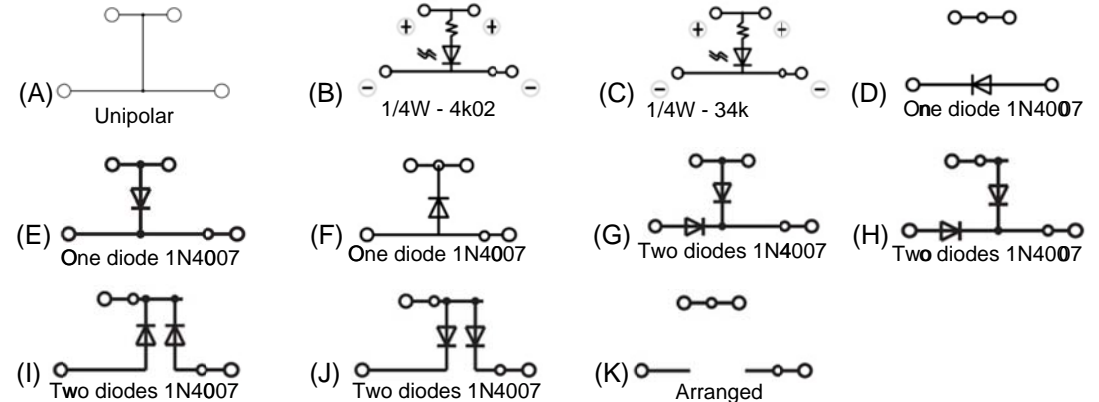 (A)
Unipolar
+ +
(B)
− −
1/4W - 4k02
+ +
(C)
− −
1/4W - 34k
(D)
One diode 1N4007
(E)
One diode 1N4007
(F)
One diode 1N4007
(G)
Two diodes 1N4007
(H)
Two diodes 1N4007
(I)
Two diodes 1N4007
(J)
Two diodes 1N4007
(K)
Arranged